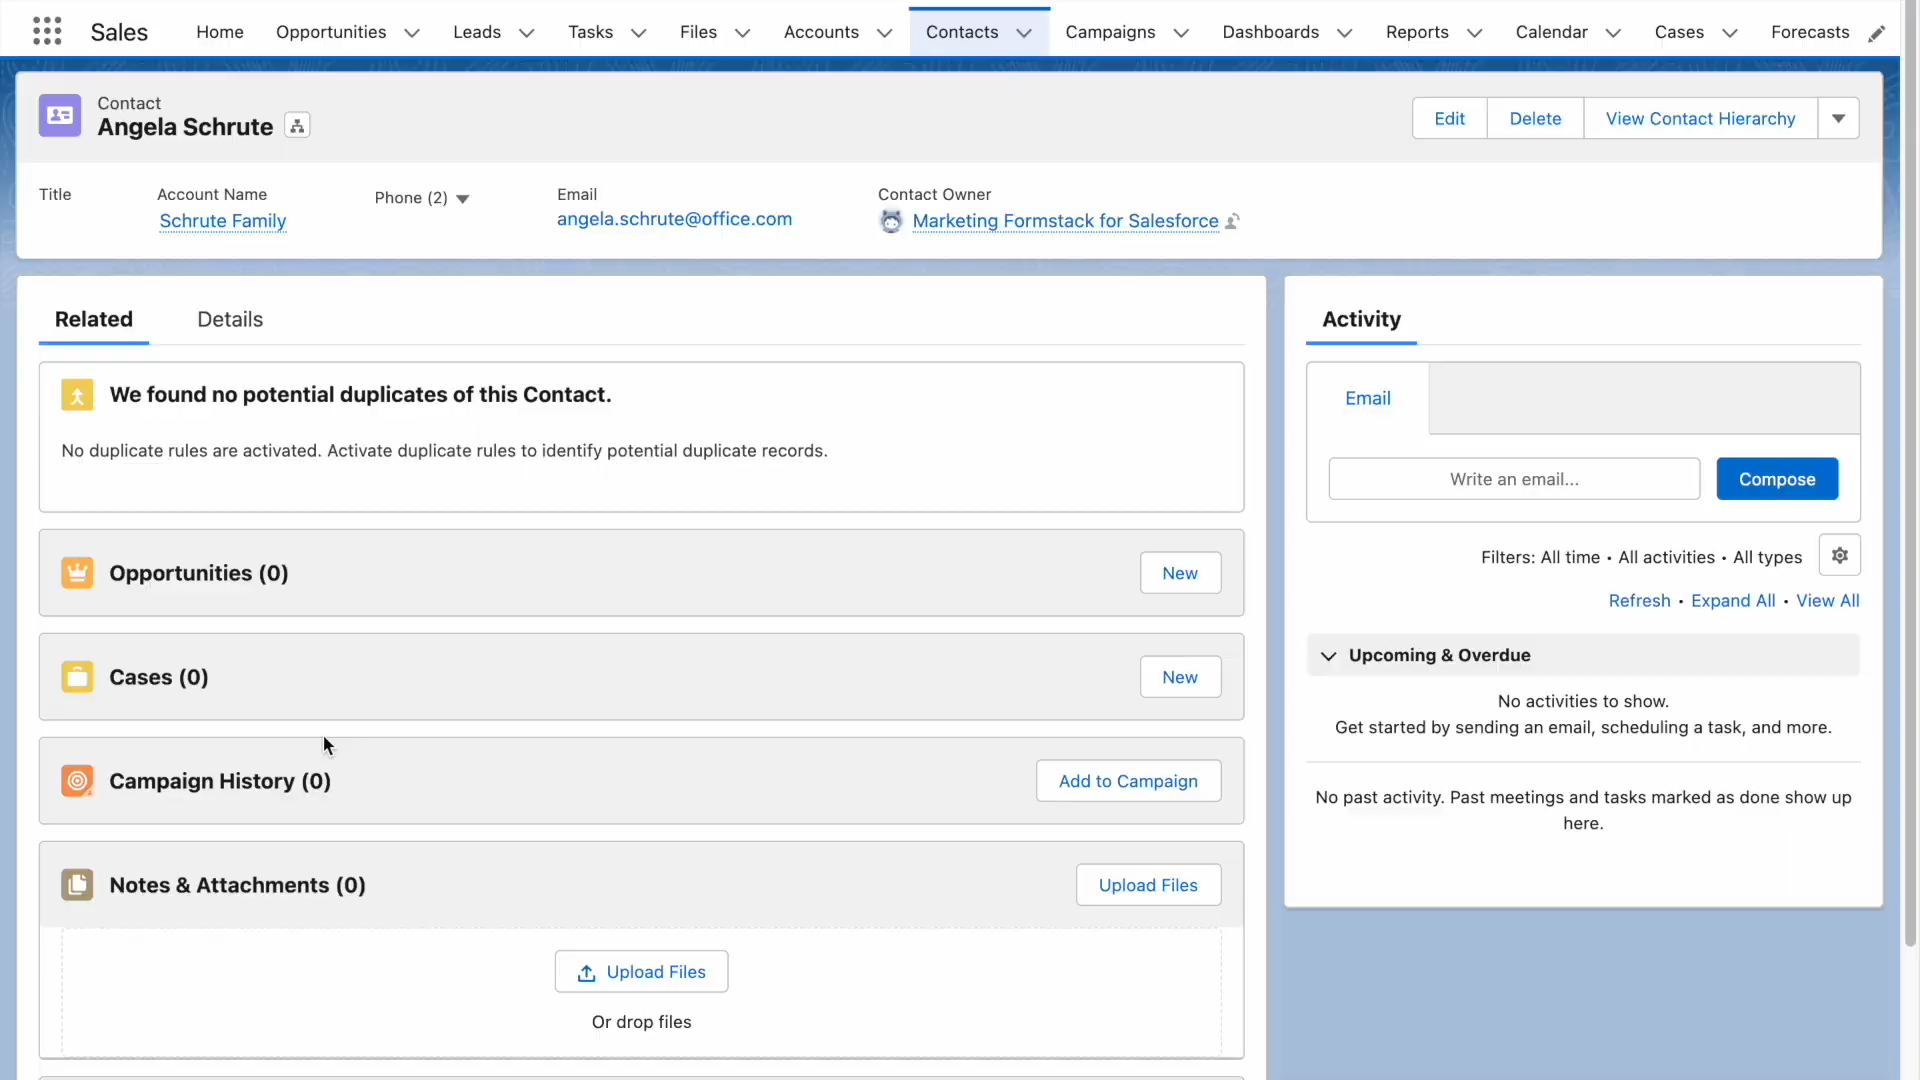 Sales
Home
Opportunities
Leads
Tasks
Files
Accounts
Contacts
Campaigns
Dashboards
Reports
Calendar
Cases
Forecasts
Contact
Angela Schrute
Edit
Delete
View Contact Hierarchy
Title
Account Name
Schrute Family
Phone (2)
Email
angela.schrute@office.com
Contact Owner
Marketing Formstack for Salesforce
Related
Details
We found no potential duplicates of this Contact.
No duplicate rules are activated. Activate duplicate rules to identify potential duplicate records.
Opportunities (0)
New
Cases (0)
New
Campaign History (0)
Add to Campaign
Notes & Attachments (0)
Upload Files
Upload Files
Or drop files
Activity
Email
Write an email...
Compose
Filters: All time • All activities • All types
Refresh • Expand All • View All
Upcoming & Overdue
No activities to show.
Get started by sending an email, scheduling a task, and more.
No past activity. Past meetings and tasks marked as done show up
here.